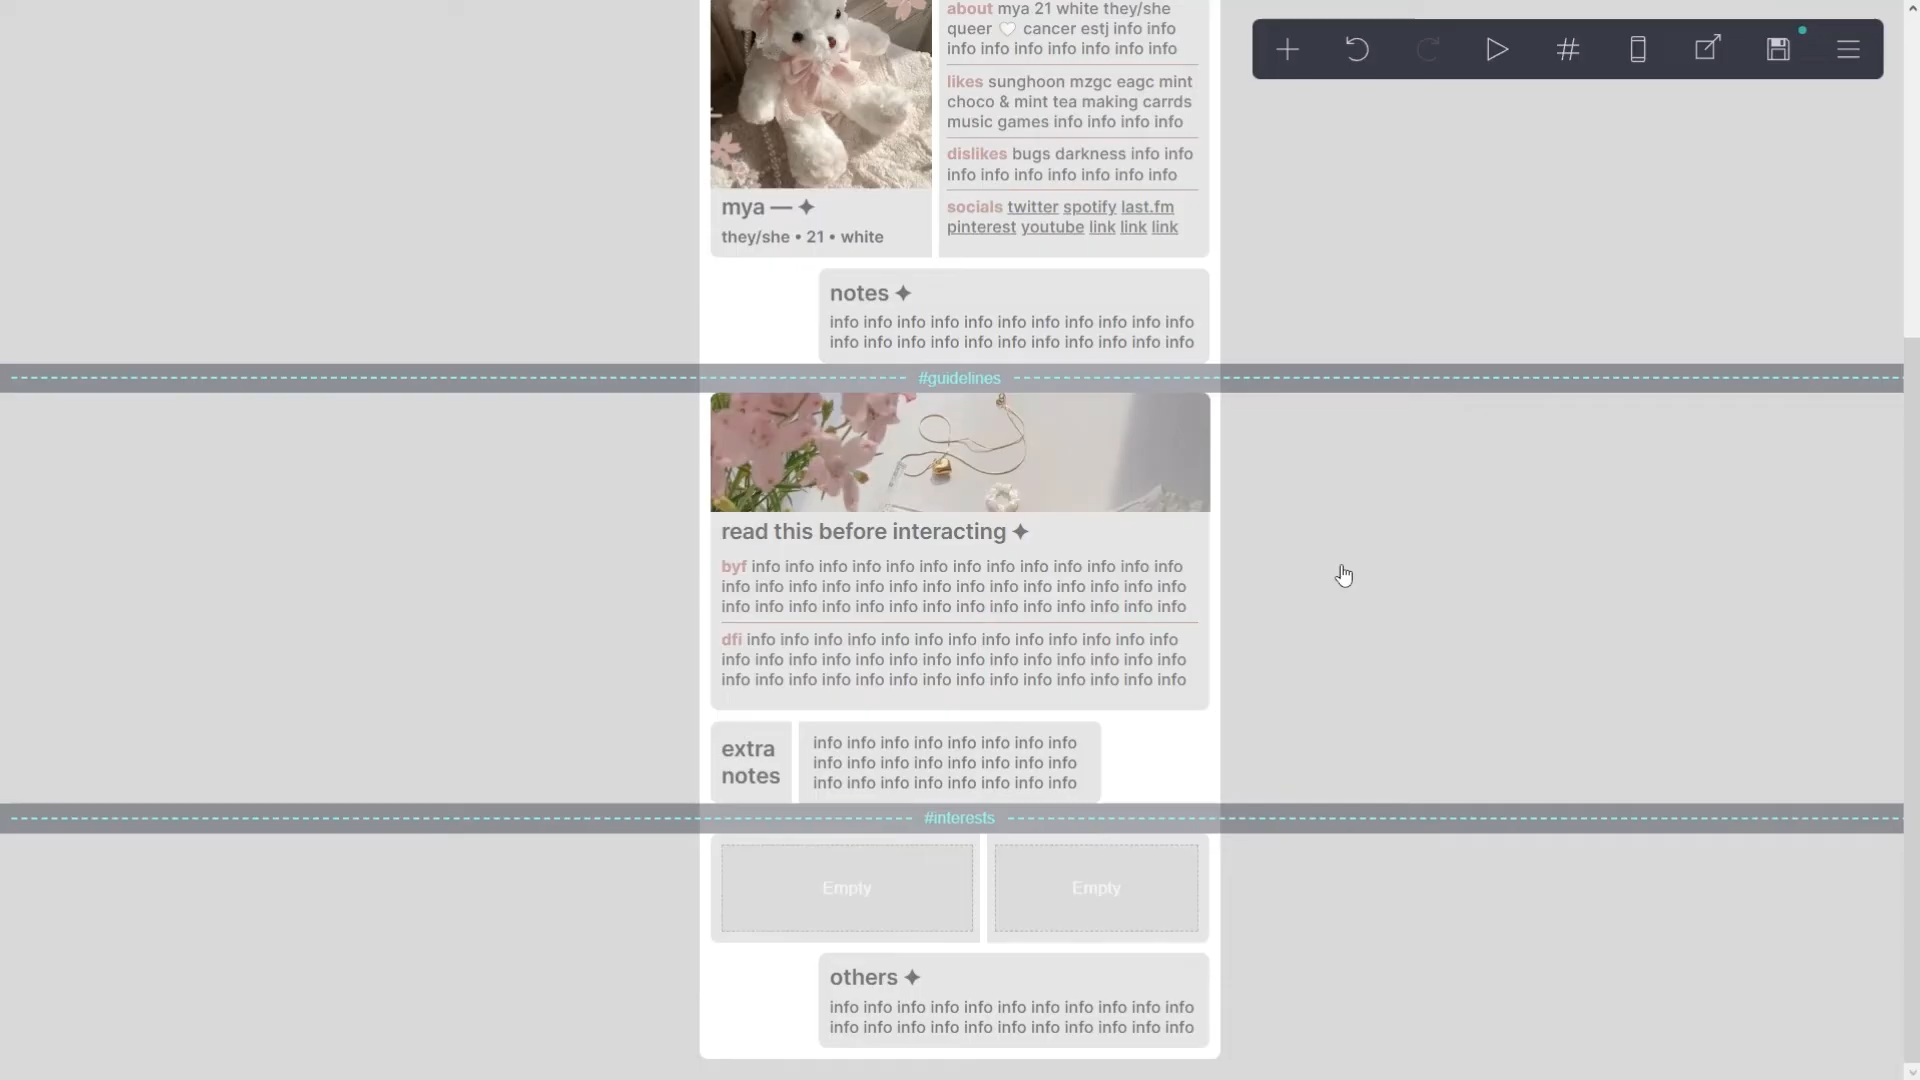 about mya 21 white they/she
queer 🤍 cancer estj info info
info info info info info info info
likes sunghoon mzgc eagc mint
choco & mint tea making carrds
music games info info info info
dislikes bugs darkness info info
info info info info info info info
socials twitter spotify last.fm
pinterest youtube link link link
mya — ✦
they/she • 21 • white
notes ✦
info info info info info info info info info info info
info info info info info info info info info info info
#guidelines
read this before interacting ✦
byf info info info info info info info info info info info info info
info info info info info info info info info info info info info info
info info info info info info info info info info info info info info
dfi info info info info info info info info info info info info info
info info info info info info info info info info info info info info
info info info info info info info info info info info info info info
extra
notes
info info info info info info info info
info info info info info info info info
info info info info info info info info
#interests
Empty
Empty
others ✦
info info info info info info info info info info info
info info info info info info info info info info info